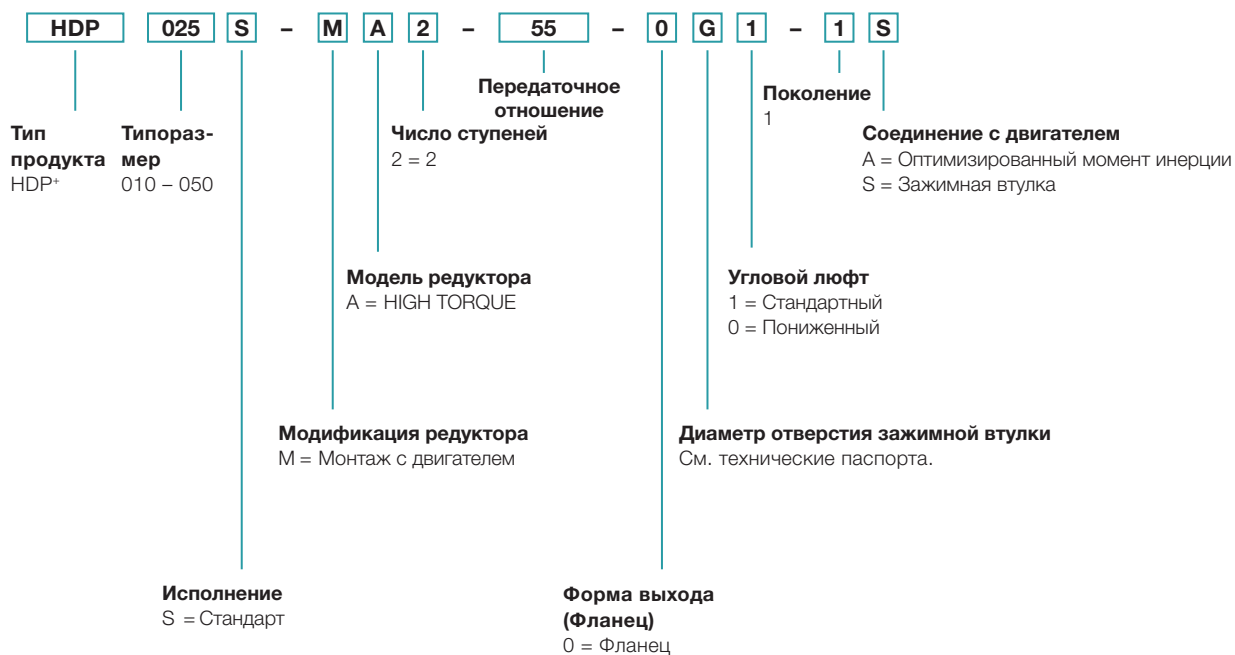 HDP 025 S – M A 2 – 55 – 0 G 1 – 1 S
Тип
продукта
HDP+
Типораз-
мер
010 – 050
Передаточное
отношение
Число ступеней
2 = 2
Поколение
1
Соединение с двигателем
A = Оптимизированный момент инерции
S = Зажимная втулка
Модель редуктора
A = HIGH TORQUE
Угловой люфт
1 = Стандартный
0 = Пониженный
Модификация редуктора
M = Монтаж с двигателем
Диаметр отверстия зажимной втулки
См. технические паспорта.
Исполнение
S = Стандарт
Форма выхода
(Фланец)
0 = Фланец